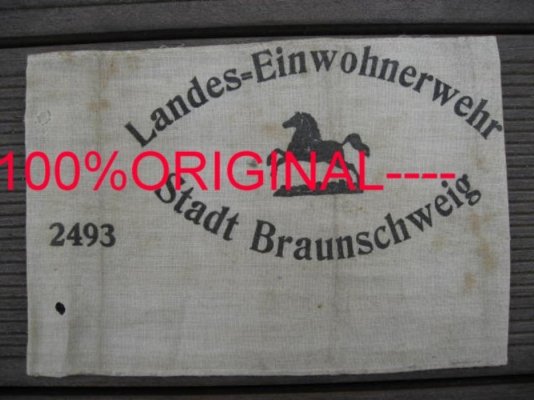 Landes=Einwohnerwehr
100%ORIGINAL----
Stadt Braunschweig
2493